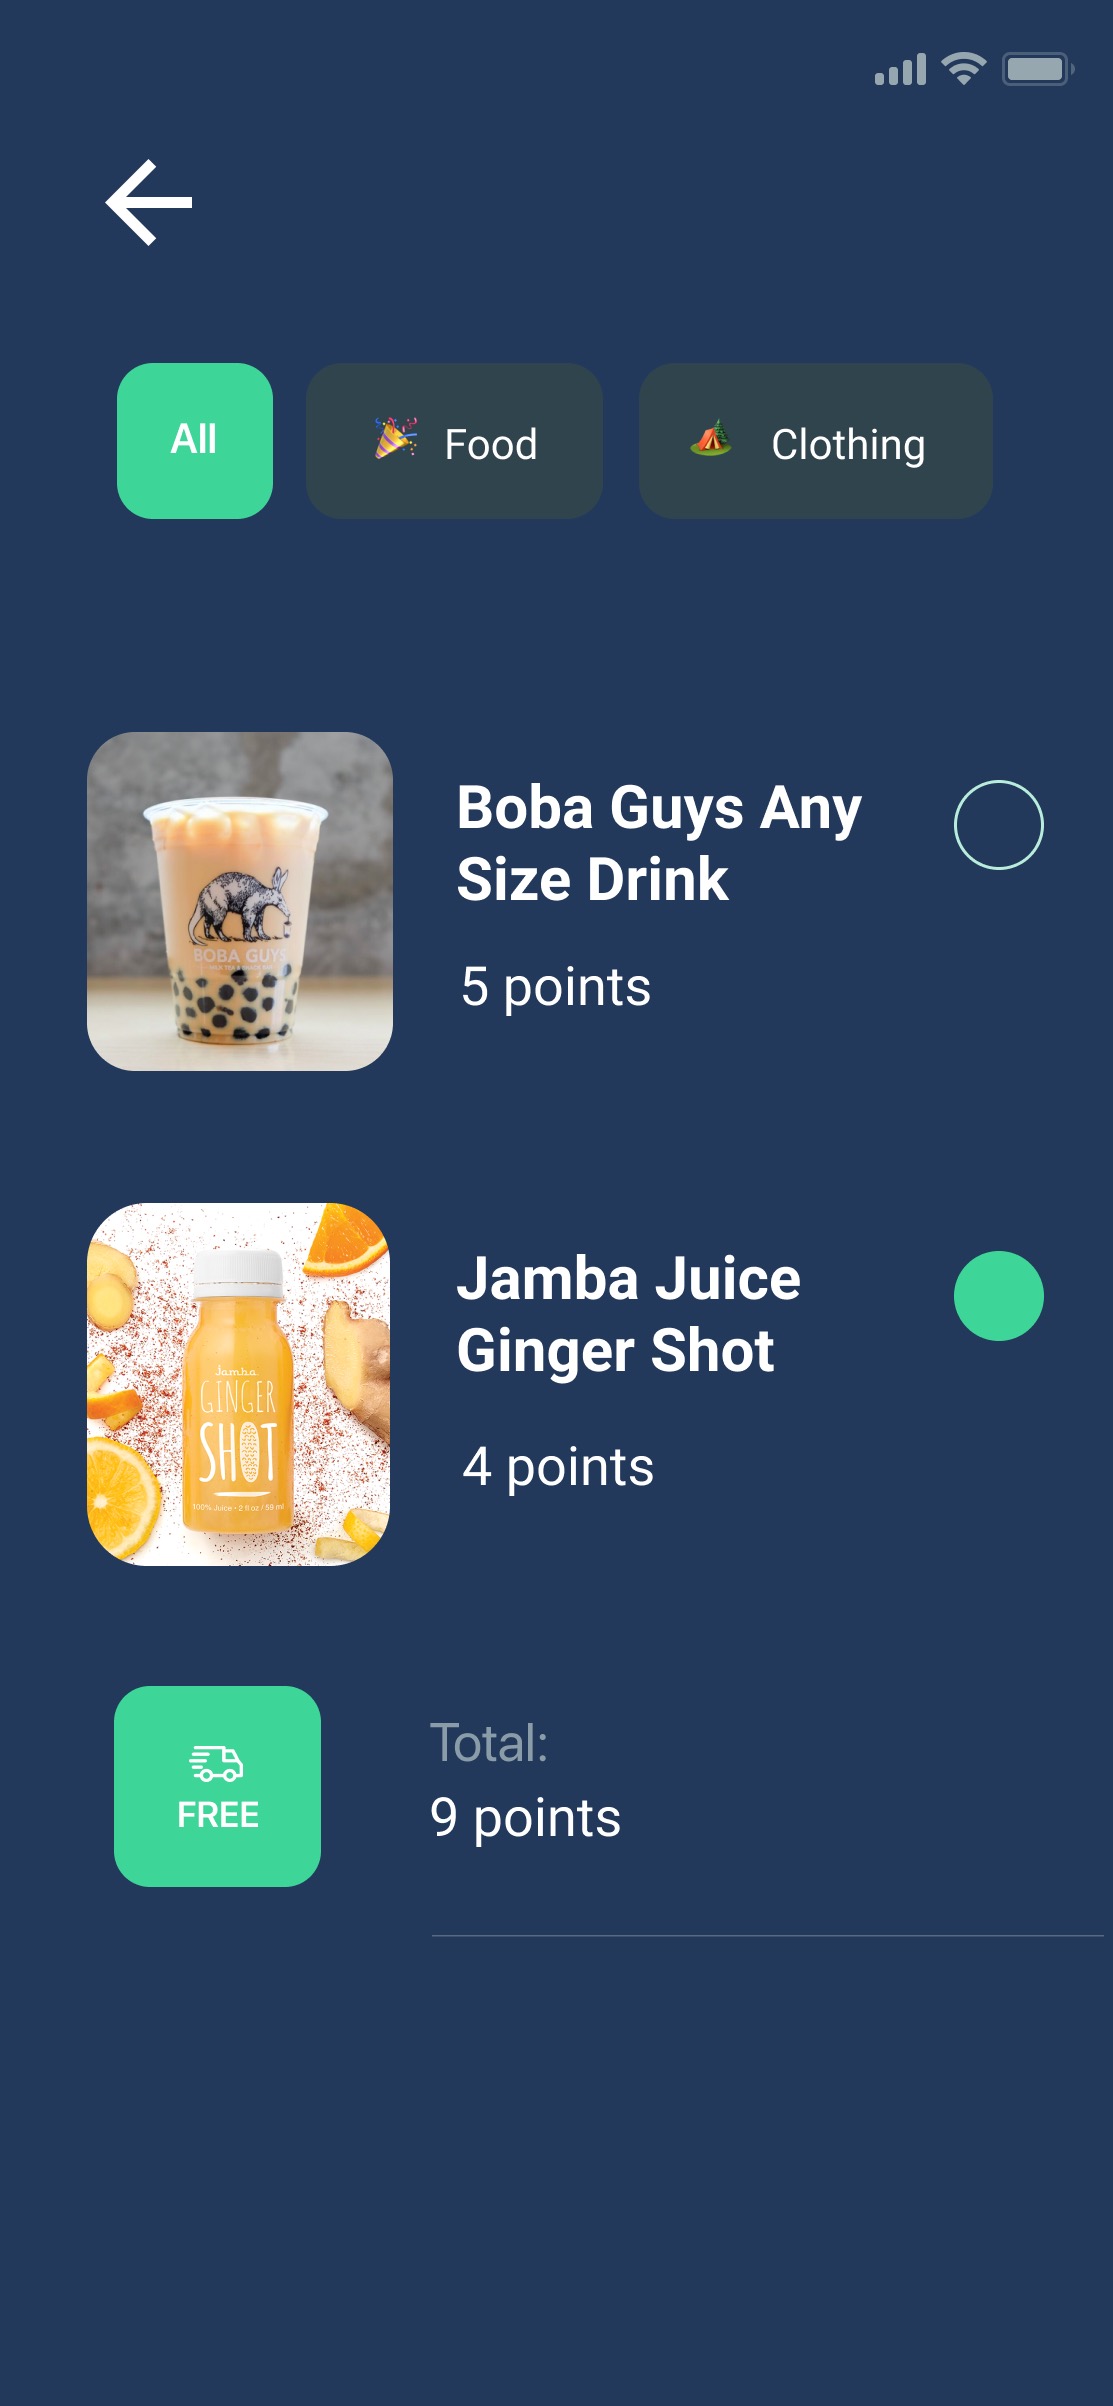 All
Food
Clothing
Boba Guys Any
Size Drink
5 points
BOBA GUYS
Jamba Juice
Ginger Shot
4 points
Jamba
GINGER
SHOT
100% Juice • 2 fl oz / 59 ml
FREE
Total:
9 points